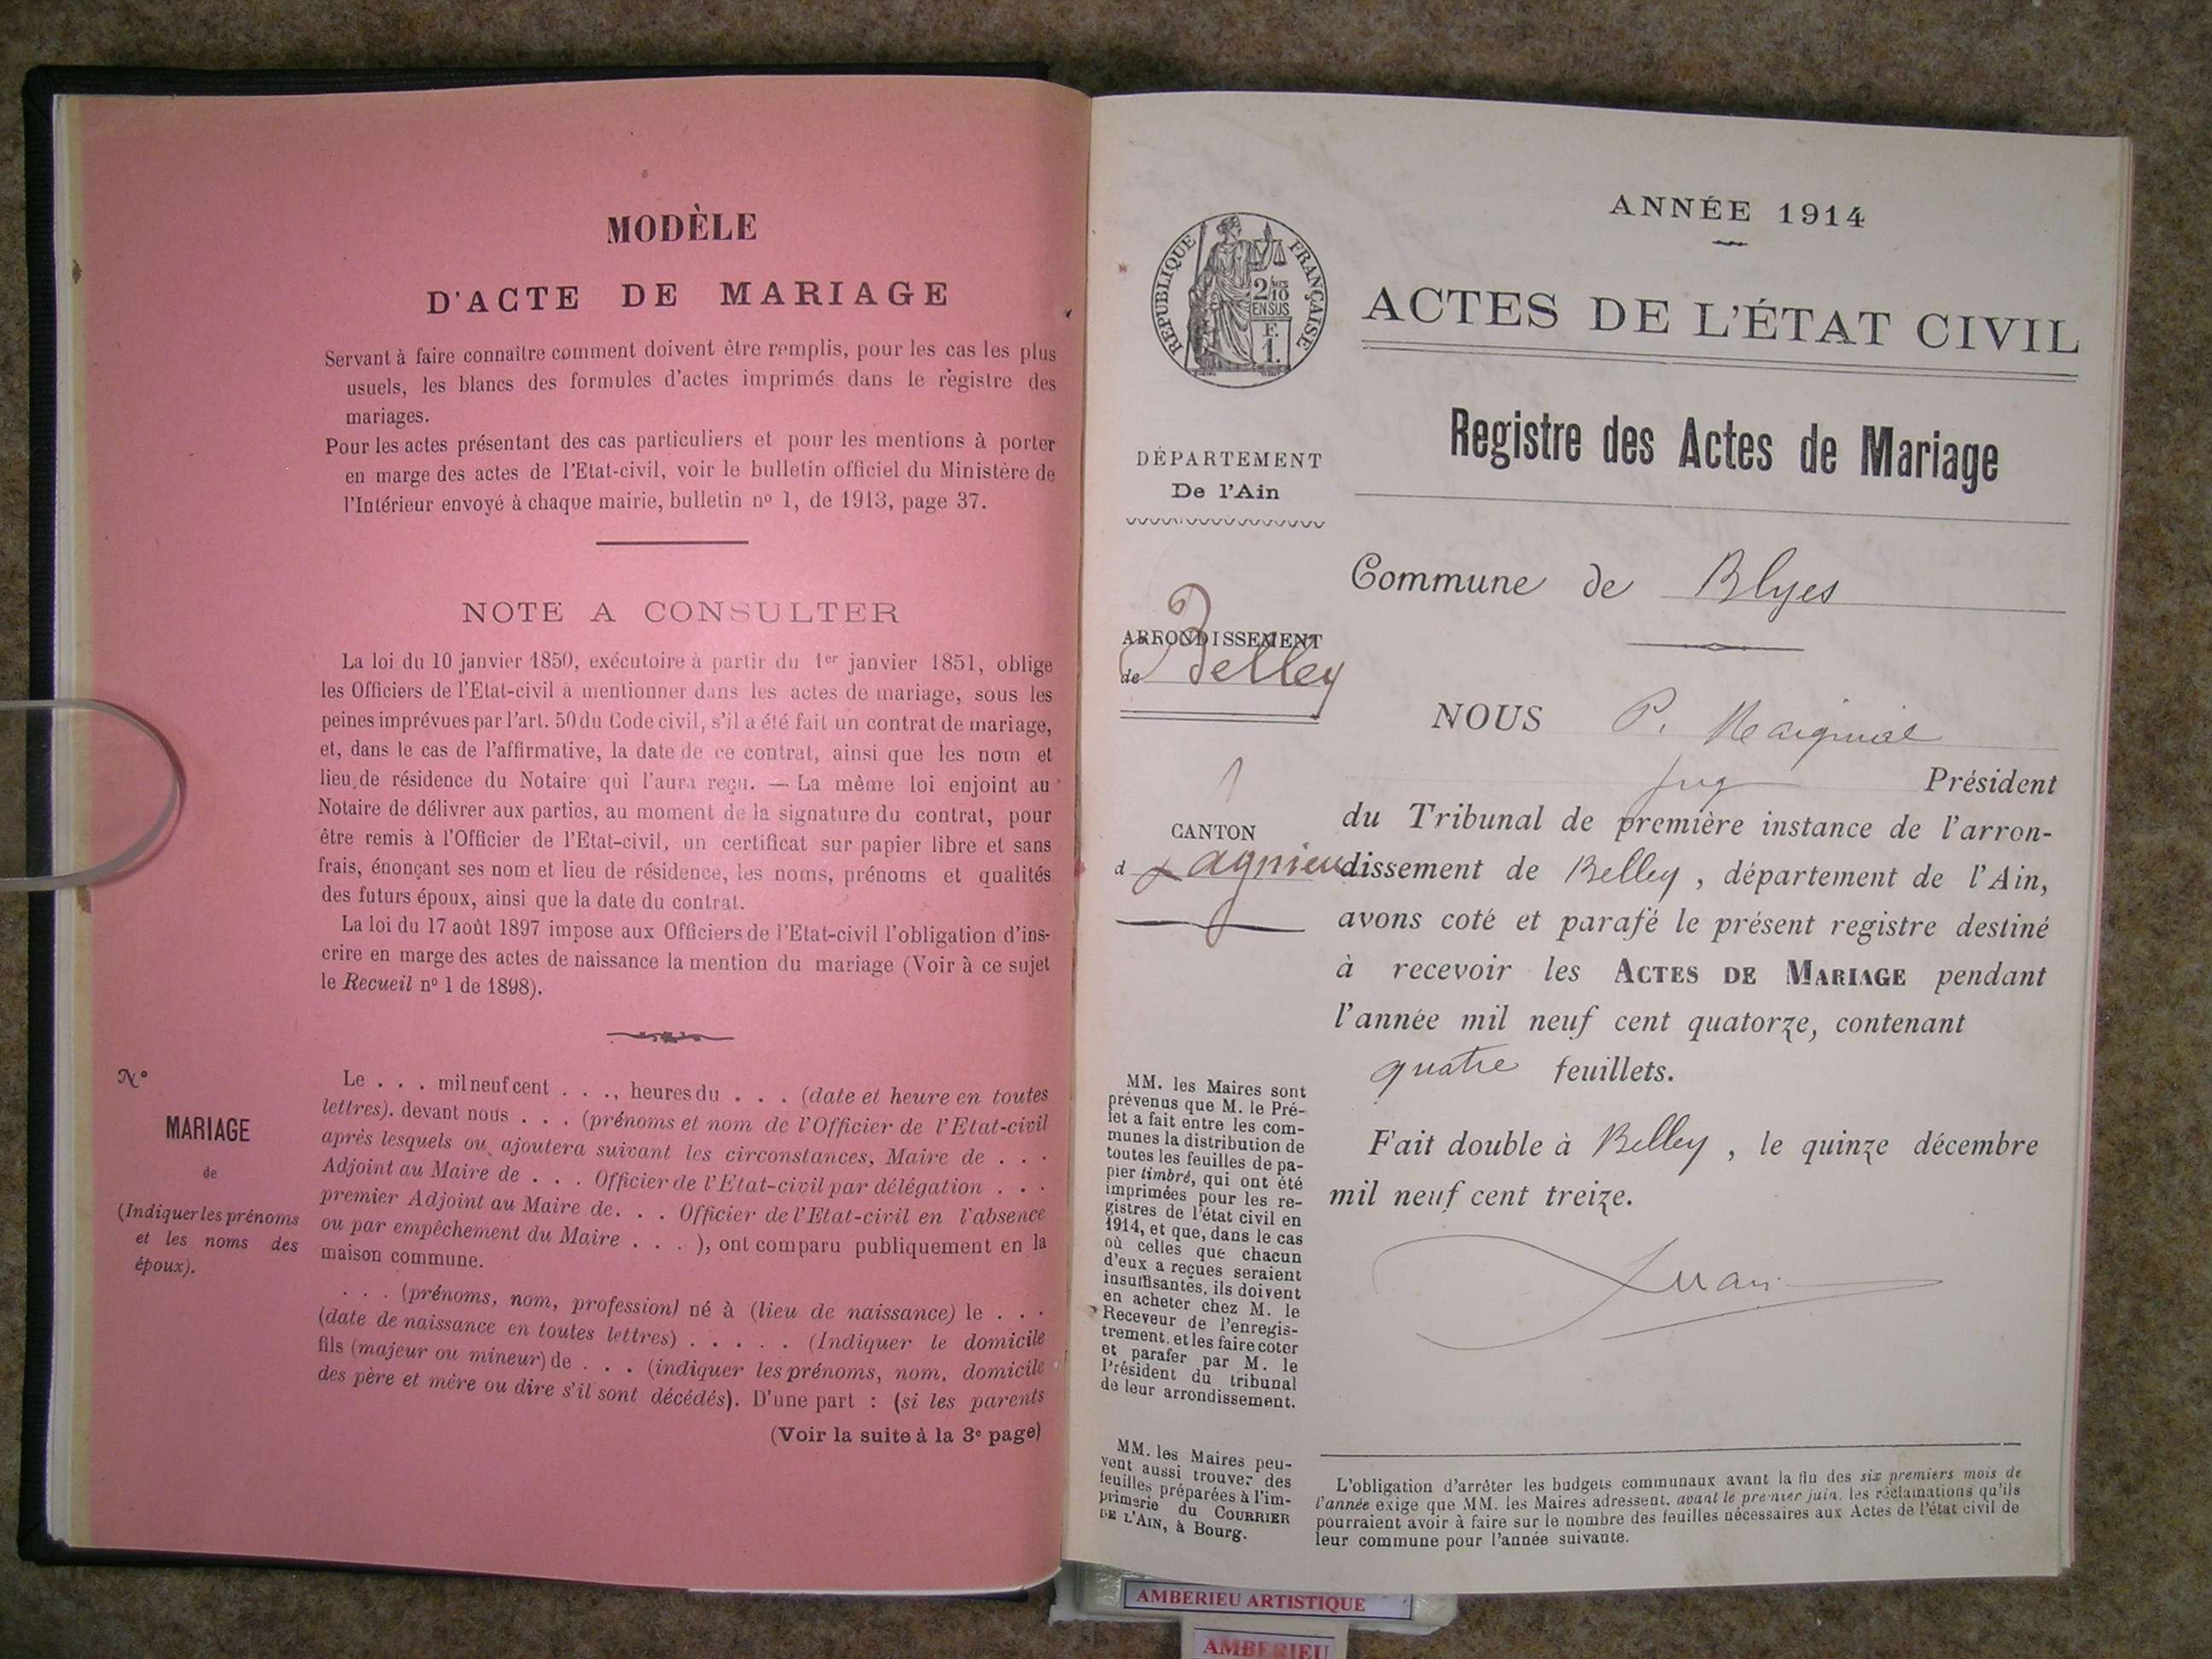 MODÈLE
D'ACTE DE MARIAGE
Servant à faire connaître comment doivent être remplis, pour les cas les plus
usuels, les blancs des formules d'actes imprimés dans le règistre des
mariages.
Pour les actes présentant des cas particuliers et pour les mentions à porter
en marge des actes de l'Etat-civil, voir le bulletin officiel du Ministère de
l'Intérieur envoyé à chaque mairie, bulletin nº 1, de 1913, page 37.
NOTE A CONSULTER
La loi du 10 janvier 1850, exécutoire à partir du 1er janvier 1851, oblige
les Officiers de l'Etat-civil à mentionner dans les actes de mariage, sous les
peines imprévues par l'art. 50 du Code civil, s'il a été fait un contrat de mariage,
et, dans le cas de l'affirmative, la date de ce contrat, ainsi que les nom et
lieu de résidence du Notaire qui l'aura reçu. — La même loi enjoint au
Notaire de délivrer aux parties, au moment de la signature du contrat, pour
être remis à l'Officier de l'Etat-civil, un certificat sur papier libre et sans
frais, énonçant ses nom et lieu de résidence, les noms, prénoms et qualités
des futurs époux, ainsi que la date du contrat.
La loi du 17 août 1897 impose aux Officiers de l'Etat-civil l'obligation d'ins-
crire en marge des actes de naissance la mention du mariage (Voir à ce sujet
le Recueil nº 1 de 1898).
Nº
MARIAGE
de
(Indiquer les prénoms
et les noms des
époux).
Le . . . mil neuf cent . . ., heures du . . . (date et heure en toutes
lettres). devant nous . . . (prénoms et nom de l'Officier de l'Etat-civil
après lesquels ou ajoutera suivant les circonstances, Maire de . . .
Adjoint au Maire de . . . Officier de l'Etat-civil par délégation . . .
premier Adjoint au Maire de. . . Officier de l'Etat-civil en l'absence
ou par empêchement du Maire . . . ), ont comparu publiquement en la
maison commune.
. . . (prénoms, nom, profession) né à (lieu de naissance) le . . .
(date de naissance en toutes lettres) . . . . . (Indiquer le domicile
fils (majeur ou mineur) de . . . (indiquer les prénoms, nom, domicile
des père et mère ou dire s'il sont décédés). D'une part : (si les parents
(Voir la suite à la 3e page)
ANNÉE 1914
RÉPUBLIQUE FRANÇAISE
2/10
EN SUS
F.
1.
ACTES DE L'ÉTAT CIVIL
Registre des Actes de Mariage
DÉPARTEMENT
De l'Ain
ARRONDISSEMENT
de Belley
CANTON
d Lagnieu
Commune de Blyes
NOUS P.
Président
du Tribunal de première instance de l'arron-
dissement de Belley, département de l'Ain,
avons coté et parafé le présent registre destiné
à recevoir les ACTES DE MARIAGE pendant
l'année mil neuf cent quatorze, contenant
quatre feuillets.
Fait double à Belley, le quinze décembre
mil neuf cent treize.
MM. les Maires sont
prévenus que M. le Pré-
fet a fait entre les com-
munes la distribution de
toutes les feuilles de pa-
pier timbré, qui ont été
imprimées pour les re-
gistres de l'état civil en
1914, et que, dans le cas
où celles que chacun
d'eux a reçues seraient
insuffisantes, ils doivent
en acheter chez M. le
Receveur de l'enregis-
trement, et les faire coter
et parafer par M. le
Président du tribunal
de leur arrondissement.
MM. les Maires peu-
vent aussi trouver des
feuilles préparées à l'im-
primerie du COURRIER
DE L'AIN, à Bourg.
L'obligation d'arrêter les budgets communaux avant la fin des six premiers mois de
l'année exige que MM. les Maires adressent, avant le premier juin, les réclamations qu'ils
pourraient avoir à faire sur le nombre des feuilles nécessaires aux Actes de l'état civil de
leur commune pour l'année suivante.
AMBERIEU ARTISTIQUE
AMBERIEU